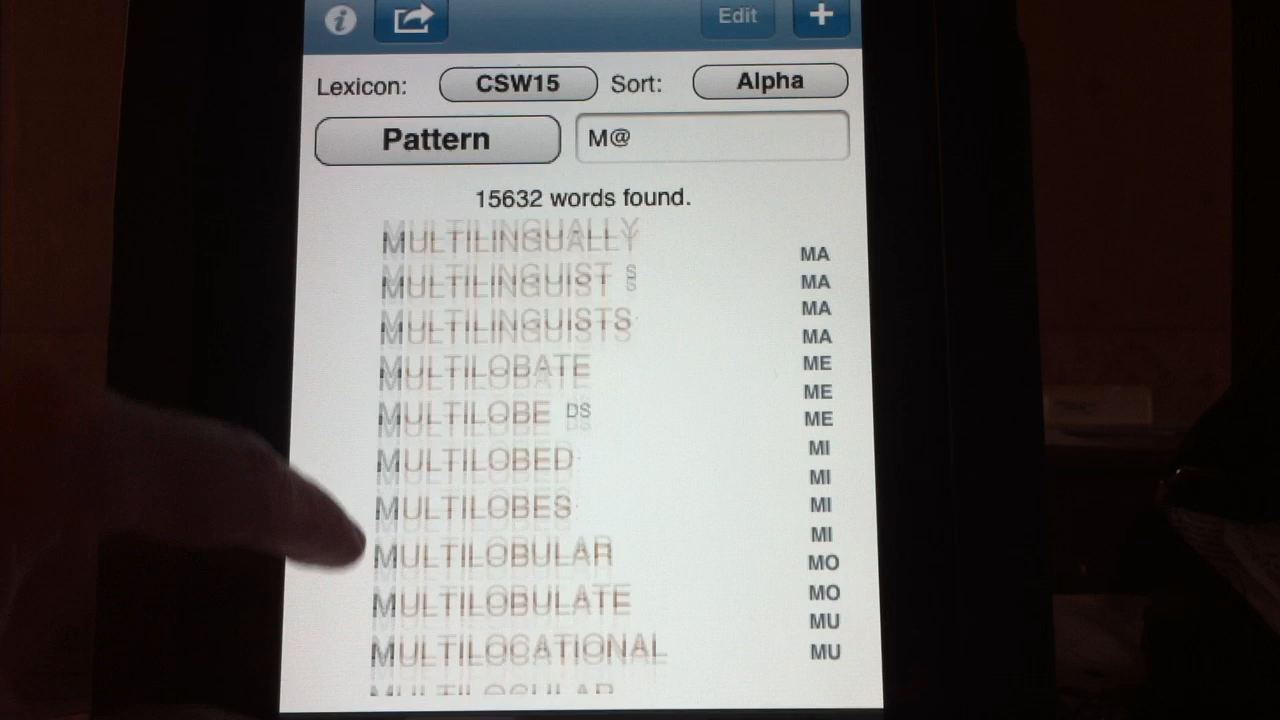 Edit +
Lexicon: CSW15 Sort: Alpha
Pattern M@
15632 words found.
MULTILINGUALLY
MULTILINGUIST S
MULTILINGUISTS
MULTILOBATE
MULTILOBE DS
MULTILOBED
MULTILOBES
MULTILOBULAR
MULTILOBULATE
MULTILOCATIONAL
MULTILOCULAR
MA
MA
MA
MA
ME
ME
ME
MI
MI
MI
MI
MO
MO
MU
MU